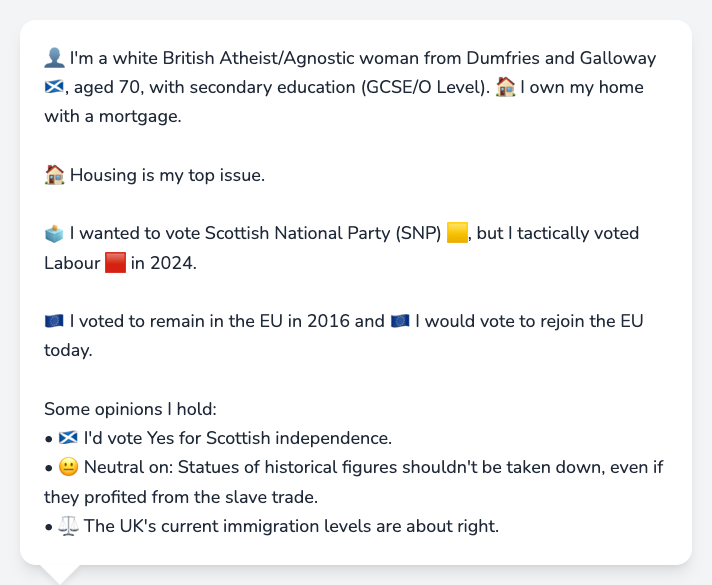 👤 I'm a white British Atheist/Agnostic woman from Dumfries and Galloway
🏴󠁧󠁢󠁳󠁣󠁴󠁿, aged 70, with secondary education (GCSE/O Level). 🏠 I own my home
with a mortgage.
🏠 Housing is my top issue.
🗳️ I wanted to vote Scottish National Party (SNP) 🟨, but I tactically voted
Labour 🟥 in 2024.
🇪🇺 I voted to remain in the EU in 2016 and 🇪🇺 I would vote to rejoin the EU
today.
Some opinions I hold:
• 🏴󠁧󠁢󠁳󠁣󠁴󠁿 I'd vote Yes for Scottish independence.
• 😐 Neutral on: Statues of historical figures shouldn't be taken down, even if
they profited from the slave trade.
• ⚖️ The UK's current immigration levels are about right.